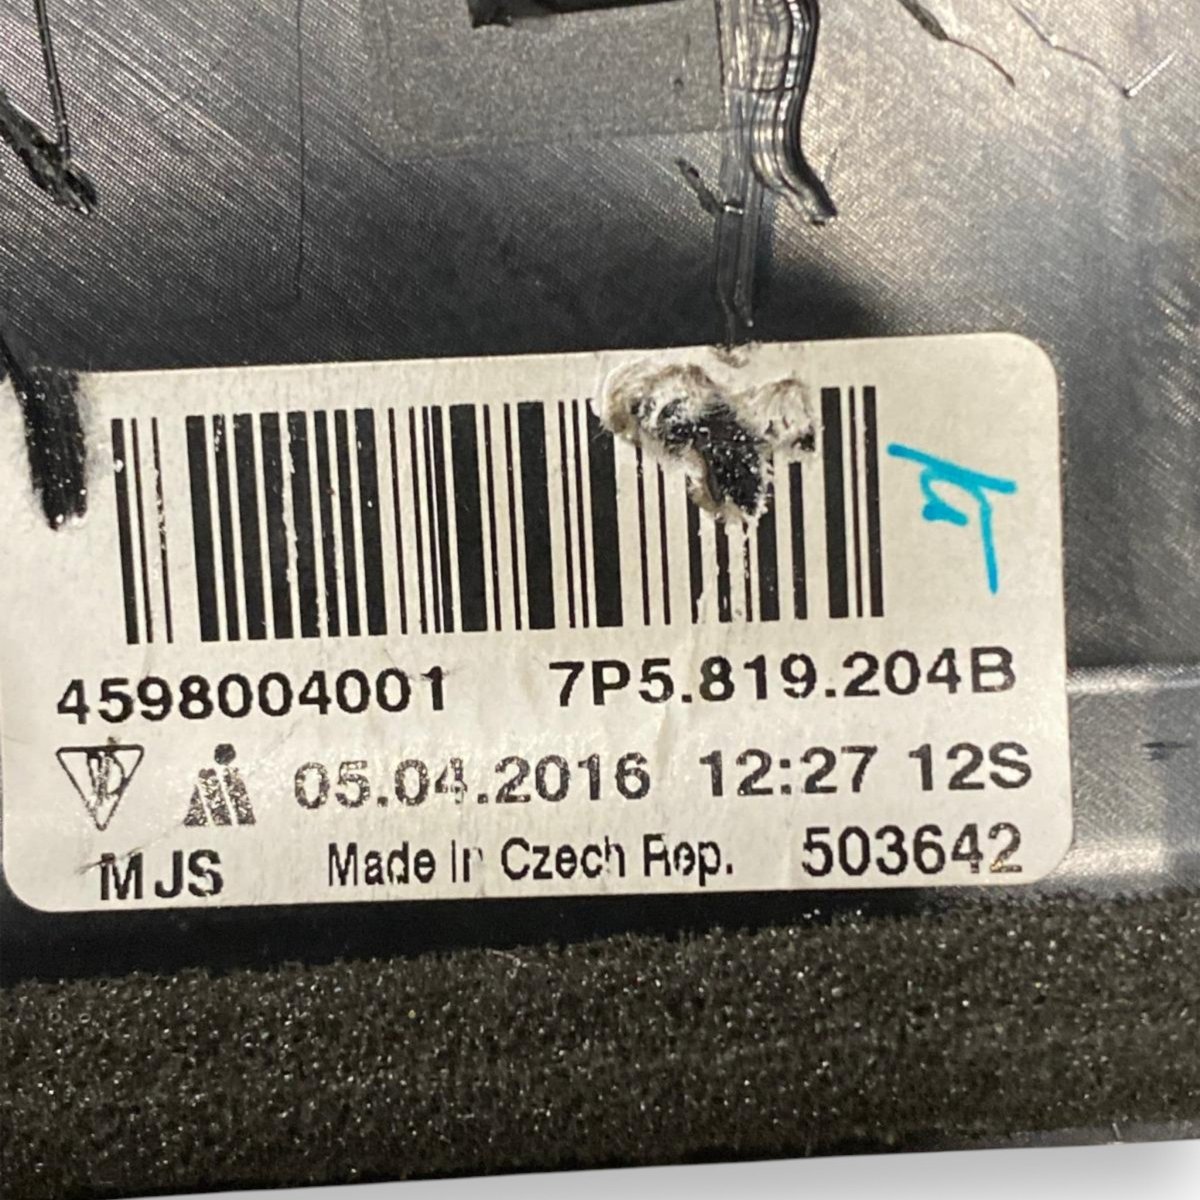 4598004001 7P5.819.204B
05.04.2016 12:27 12S
MJS Made In Czech Rep. 503642